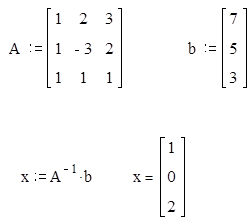 A := [1 2 3; 1 -3 2; 1 1 1]
b := [7; 5; 3]
x := A^-1·b
x = [1; 0; 2]